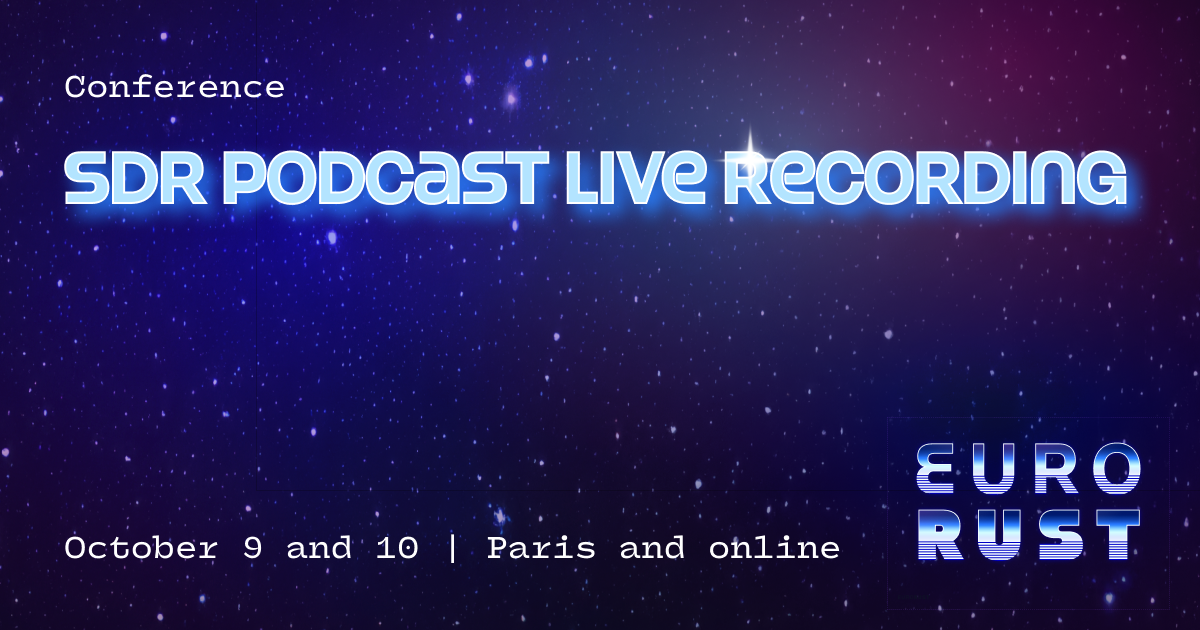 Conference
SDR PODCAST LIVE RECORDING
October 9 and 10 | Paris and online
EURO
RUST